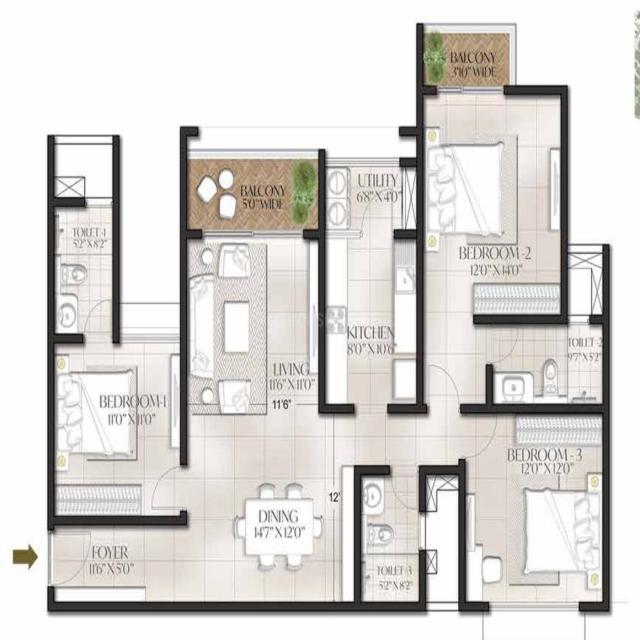 BALCONY
3'10" WIDE
UTILITY
6'8" X 4'0"
BALCONY
5'0" WIDE
TOILET-1
5'2" X 8'2"
BEDROOM -2
12'0" X 14'0"
KITCHEN
8'0" X 10'6"
TOILET-2
9'7" X 5'2"
LIVING
11'6" X 11'0"
11'6"
BEDROOM-1
11'0" X 11'0"
BEDROOM - 3
12'0" X 12'0"
12'
DINING
14'7" X 12'0"
FOYER
11'6" X 5'0"
TOILET-3
5'2" X 8'2"